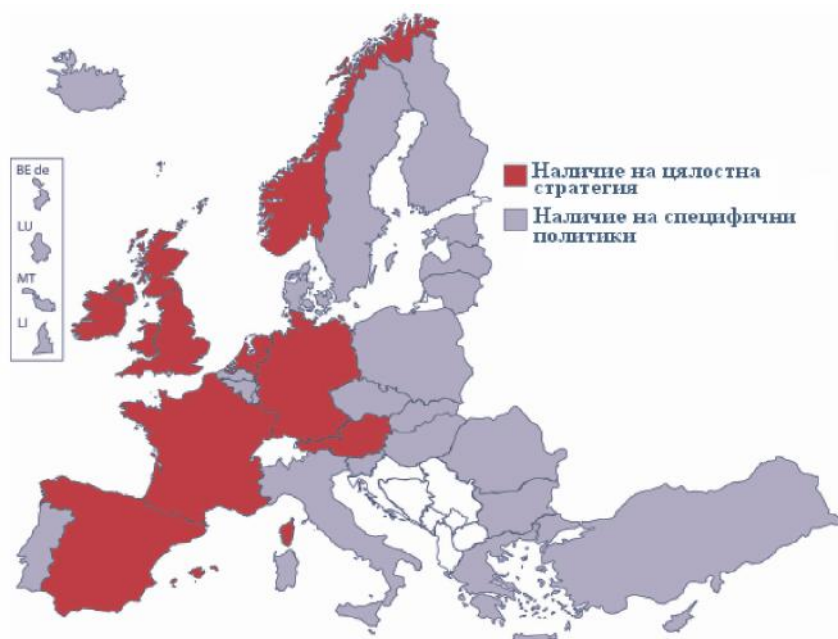 BE de
LU
MT
LI
Наличие на цялостна
стратегия
Наличие на специфични
политики